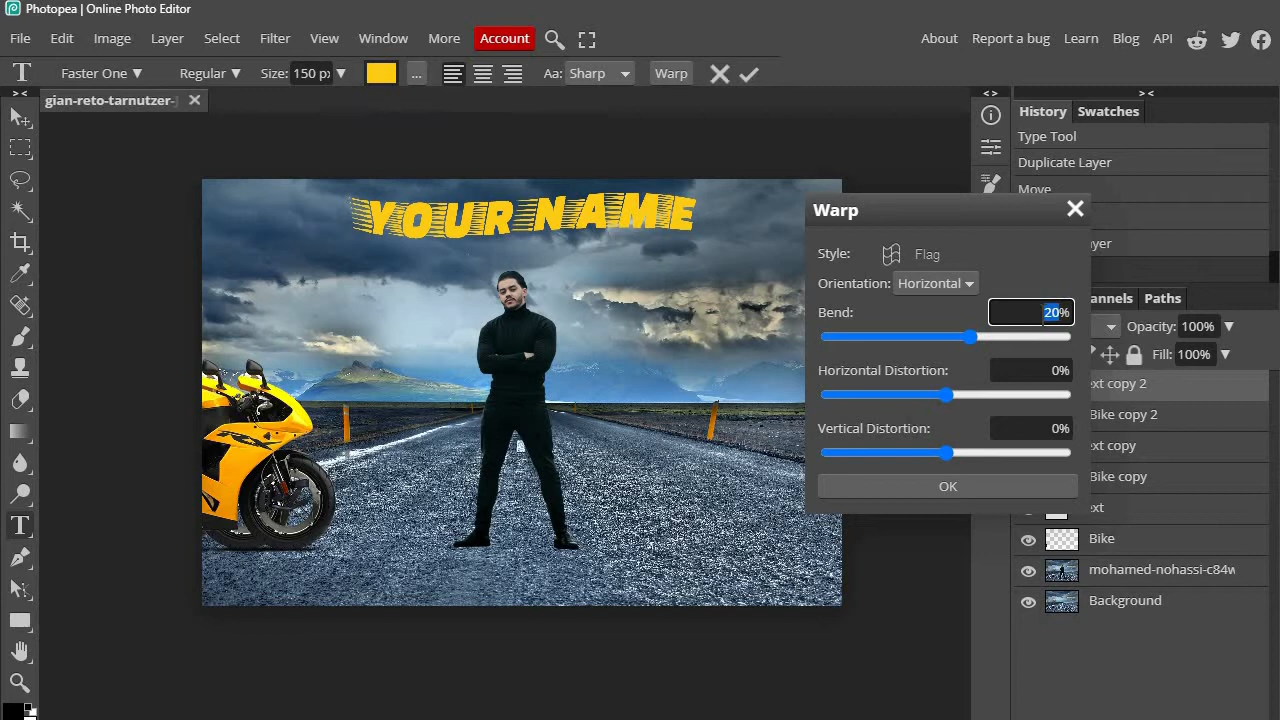 Photopea | Online Photo Editor
File Edit Image Layer Select Filter View Window More Account About Report a bug Learn Blog API
T Faster One Regular Size: 150 px ... Aa: Sharp Warp
gian-reto-tarnutzer-
History Swatches
Type Tool
Duplicate Layer
Move
ayer
YOUR NAME
Warp
Style: Flag
Orientation: Horizontal
Bend: 20%
Horizontal Distortion: 0%
Vertical Distortion: 0%
OK
annels Paths
Opacity: 100%
Fill: 100%
ext copy 2
Bike copy 2
ext copy
Bike copy
ext
Bike
mohamed-nohassi-c84w
Background